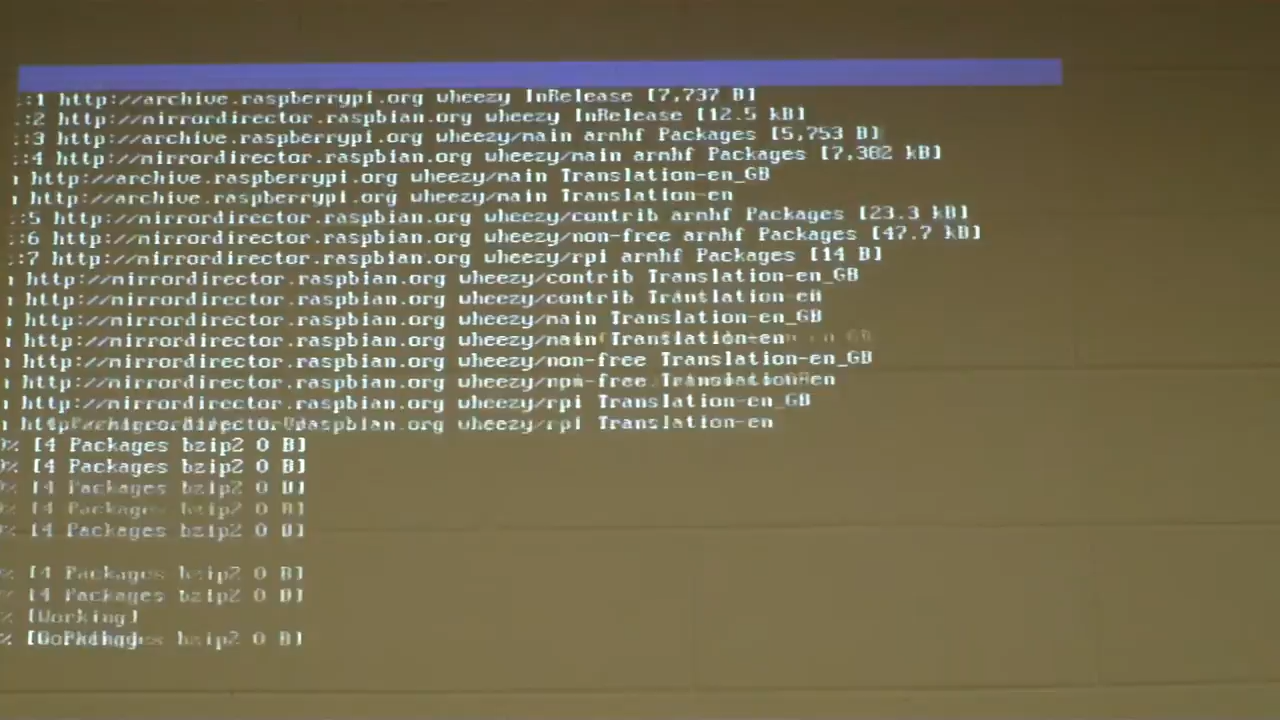 :1 http://archive.raspberrypi.org wheezy InRelease [7,737 B]
:2 http://mirrordirector.raspbian.org wheezy InRelease [12.5 kB]
:3 http://archive.raspberrypi.org wheezy/main armhf Packages [5,753 B]
:4 http://mirrordirector.raspbian.org wheezy/main armhf Packages [7,382 kB]
http://archive.raspberrypi.org wheezy/main Translation-en_GB
http://archive.raspberrypi.org wheezy/main Translation-en
:5 http://mirrordirector.raspbian.org wheezy/contrib armhf Packages [23.3 kB]
:6 http://mirrordirector.raspbian.org wheezy/non-free armhf Packages [47.7 kB]
:7 http://mirrordirector.raspbian.org wheezy/rpi armhf Packages [14 B]
http://mirrordirector.raspbian.org wheezy/contrib Translation-en_GB
http://mirrordirector.raspbian.org wheezy/contrib Translation-en
http://mirrordirector.raspbian.org wheezy/main Translation-en_GB
http://mirrordirector.raspbian.org wheezy/main Translation-en
http://mirrordirector.raspbian.org wheezy/non-free Translation-en_GB
http://mirrordirector.raspbian.org wheezy/non-free Translation-en
http://mirrordirector.raspbian.org wheezy/rpi Translation-en_GB
http://mirrordirector.raspbian.org wheezy/rpi Translation-en
% [4 Packages bzip2 0 B]
% [4 Packages bzip2 0 B]
% [4 Packages bzip2 0 B]
% [4 Packages bzip2 0 B]
% [4 Packages bzip2 0 B]
% [4 Packages bzip2 0 B]
% [4 Packages bzip2 0 B]
% [Working]
% bzip2 0 B]